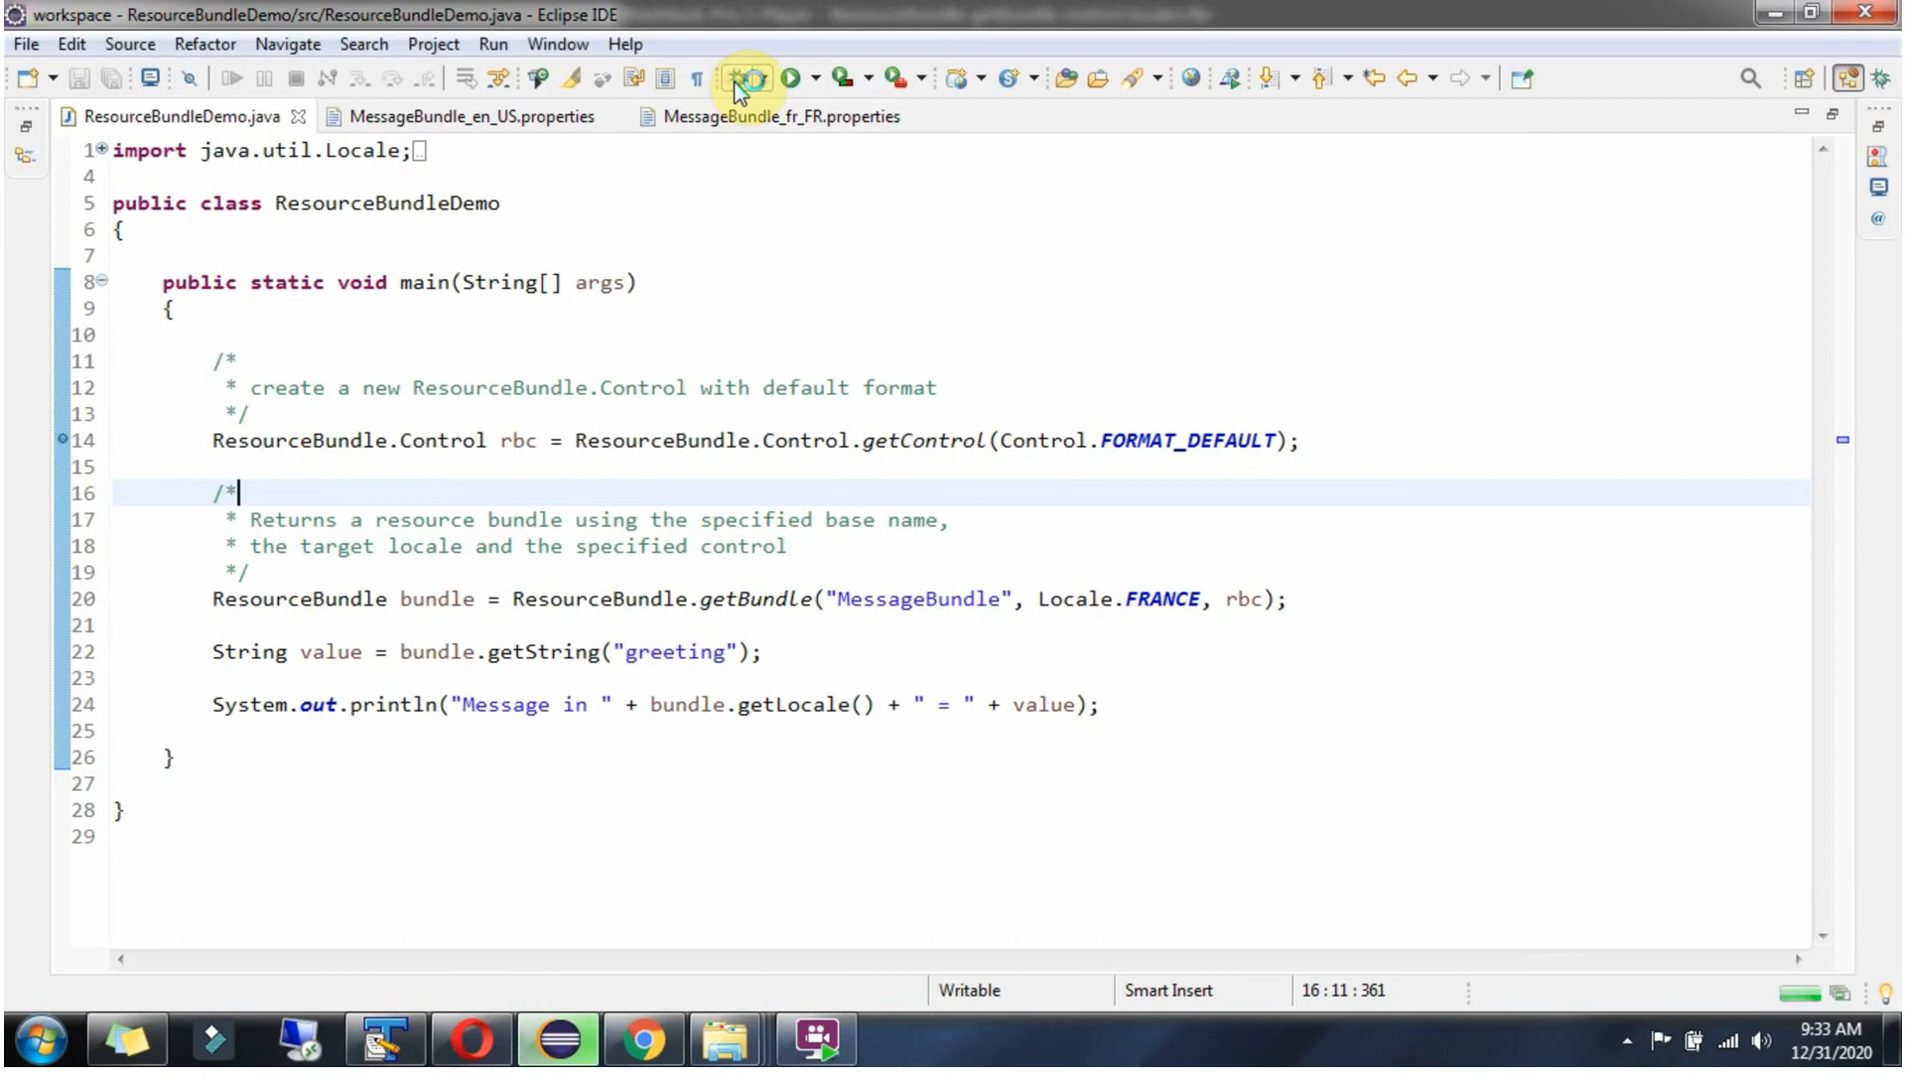 workspace - ResourceBundleDemo/src/ResourceBundleDemo.java - Eclipse IDE
File Edit Source Refactor Navigate Search Project Run Window Help
ResourceBundleDemo.java MessageBundle_en_US.properties MessageBundle_fr_FR.properties
1 import java.util.Locale;
4
5 public class ResourceBundleDemo
6 {
7
8 public static void main(String[] args)
9 {
10
11 /*
12 * create a new ResourceBundle.Control with default format
13 */
14 ResourceBundle.Control rbc = ResourceBundle.Control.getControl(Control.FORMAT_DEFAULT);
15
16 /*
17 * Returns a resource bundle using the specified base name,
18 * the target locale and the specified control
19 */
20 ResourceBundle bundle = ResourceBundle.getBundle("MessageBundle", Locale.FRANCE, rbc);
21
22 String value = bundle.getString("greeting");
23
24 System.out.println("Message in " + bundle.getLocale() + " = " + value);
25
26 }
27
28 }
29
Writable Smart Insert 16 : 11 : 361
9:33 AM
12/31/2020